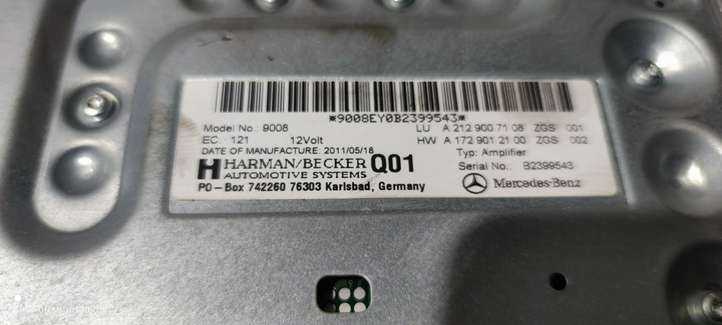 *9008EY0B2399543*
Model No. 9008 LU A 212 900 71 08 ZGS 001
EC. 121 12Volt HW A 172 901 21 00 ZGS 002
DATE OF MANUFACTURE: 2011/05/18 Typ: Amplifier
HARMAN/BECKER Q01 Serial No. B2399543
AUTOMOTIVE SYSTEMS
PO - Box 742260 76303 Karlsbad, Germany Mercedes-Benz